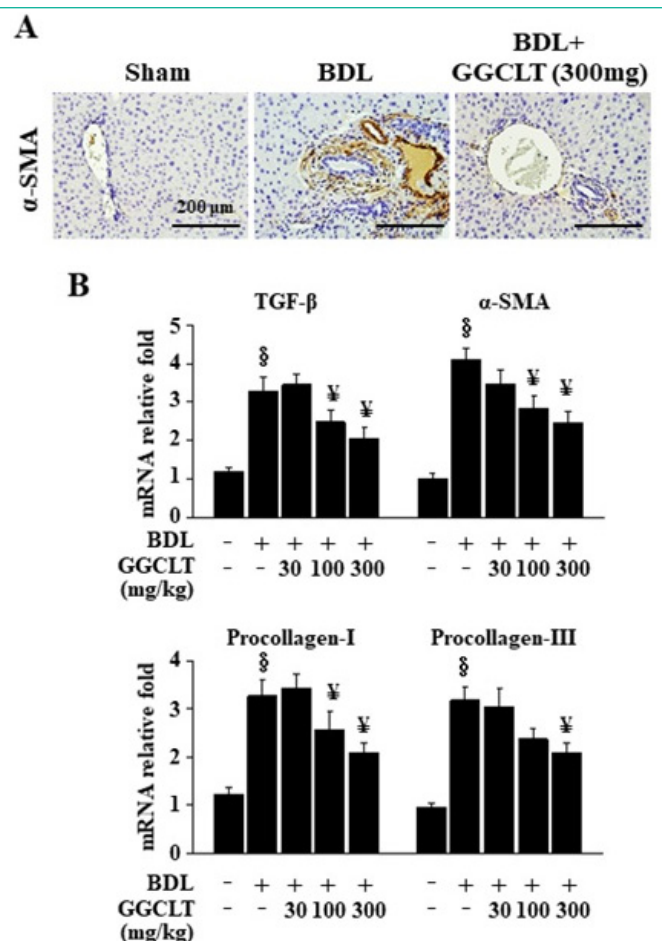 A
Sham
BDL
BDL+
GGCLT (300mg)
α-SMA
200 μm
B
TGF-β
α-SMA
mRNA relative fold
5
4
3
2
1
0
§ ¥ ¥
§ ¥ ¥
BDL - + + + + - + + + +
GGCLT - - 30 100 300 - - 30 100 300
(mg/kg)
Procollagen-I
Procollagen-III
mRNA relative fold
4
3
2
1
0
§ ¥ ¥
§ ¥
BDL - + + + + - + + + +
GGCLT - - 30 100 300 - - 30 100 300
(mg/kg)